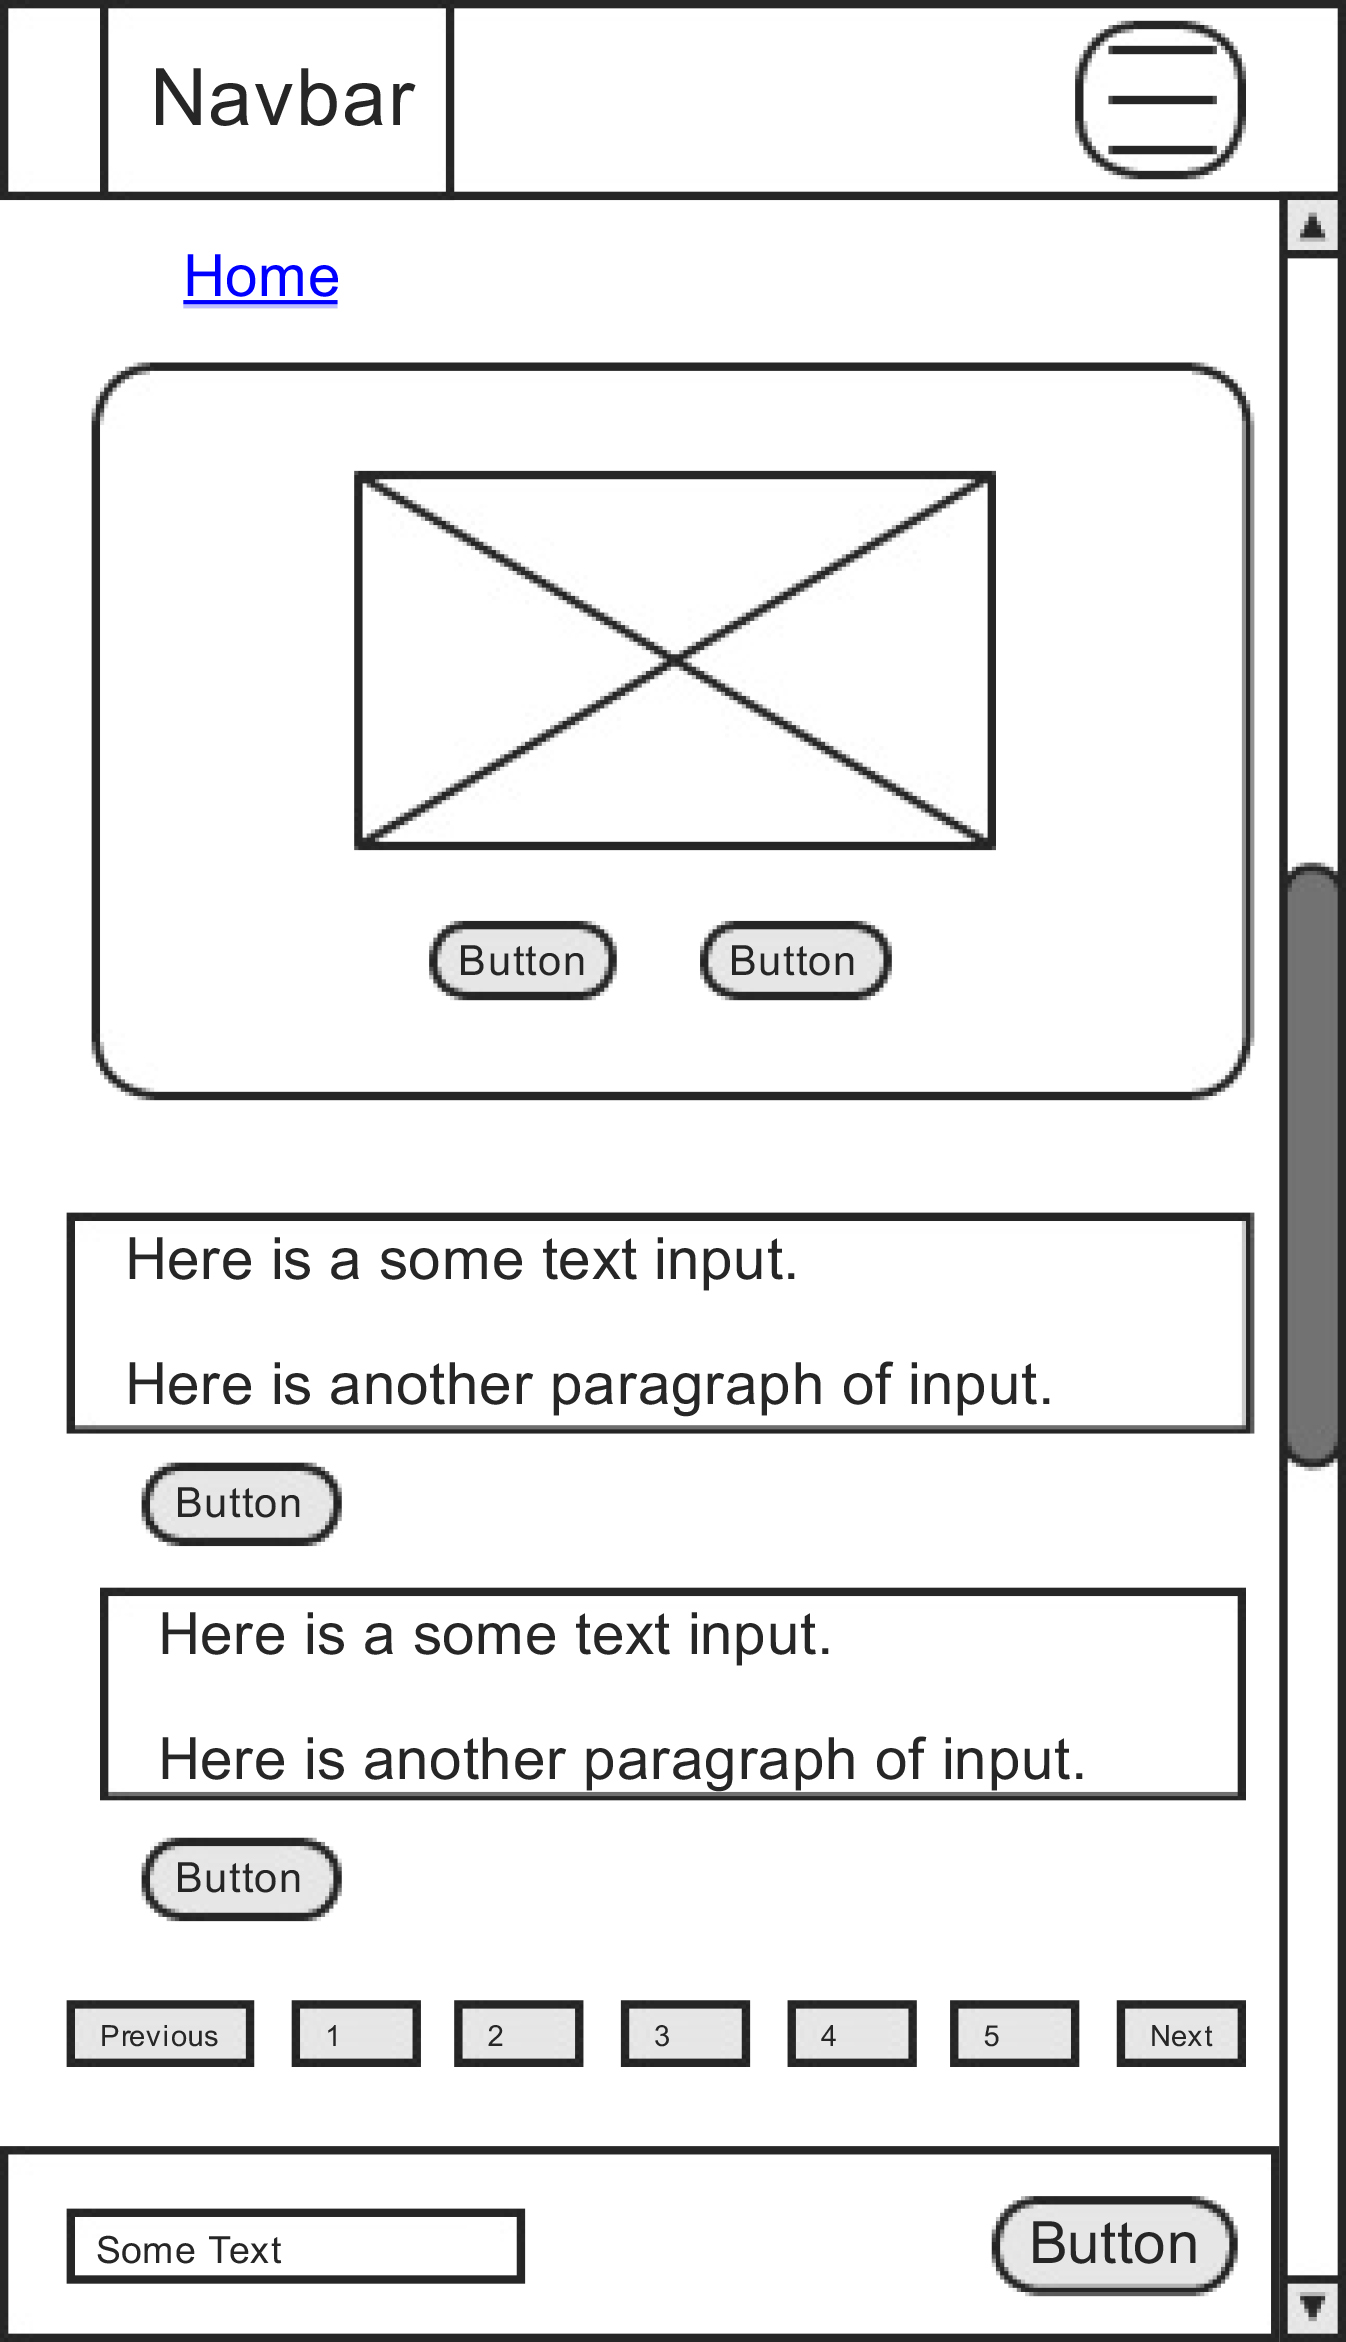 Navbar
Home
Button Button
Here is a some text input.
Here is another paragraph of input.
Button
Here is a some text input.
Here is another paragraph of input.
Button
Previous 1 2 3 4 5 Next
Some Text Button